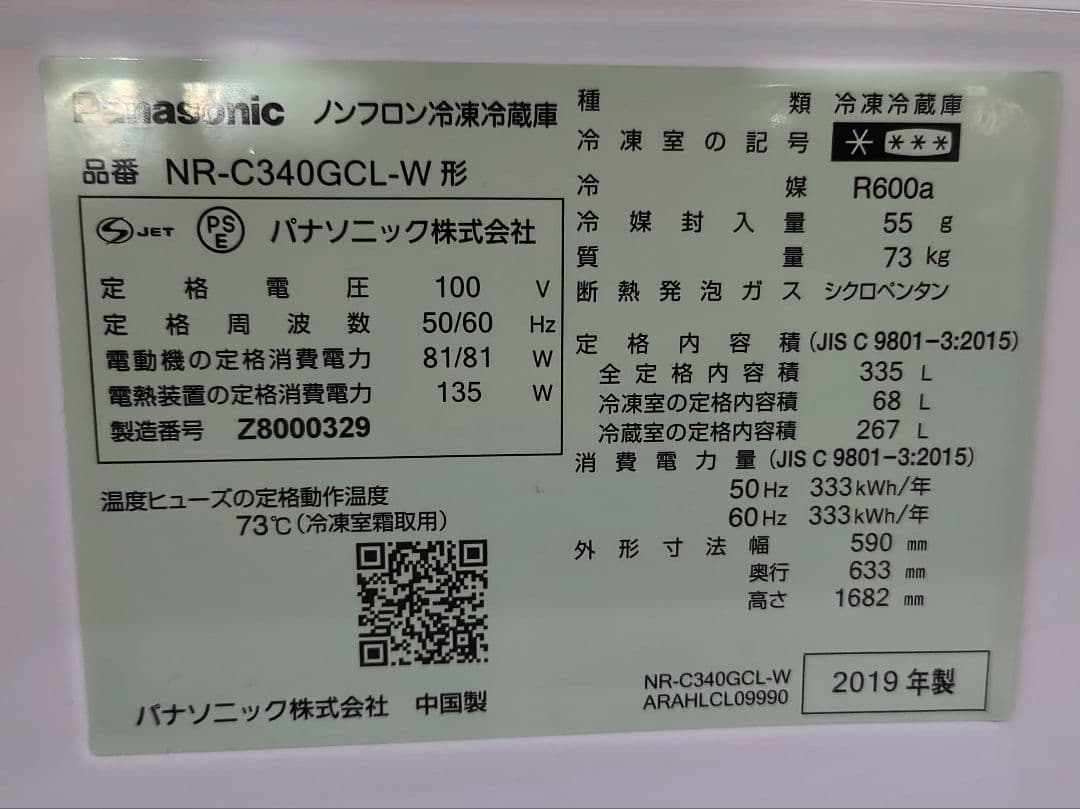 Panasonic ノンフロン冷凍冷蔵庫
品番 NR-C340GCL-W 形
JET PSE パナソニック株式会社
定格電圧 100 V
定格周波数 50/60 Hz
電動機の定格消費電力 81/81 W
電熱装置の定格消費電力 135 W
製造番号 Z8000329
温度ヒューズの定格動作温度
73℃(冷凍室霜取用)
パナソニック株式会社 中国製
種類 冷凍冷蔵庫
冷凍室の記号 * ***
冷媒 R600a
冷媒封入量 55 g
質量 73 kg
断熱発泡ガス シクロペンタン
定格内容積 (JIS C 9801-3:2015)
全定格内容積 335 L
冷凍室の定格内容積 68 L
冷蔵室の定格内容積 267 L
消費電力量 (JIS C 9801-3:2015)
50Hz 333kWh/年
60Hz 333kWh/年
外形寸法 幅 590 mm
奥行 633 mm
高さ 1682 mm
NR-C340GCL-W
ARAHLCL09990
2019 年製